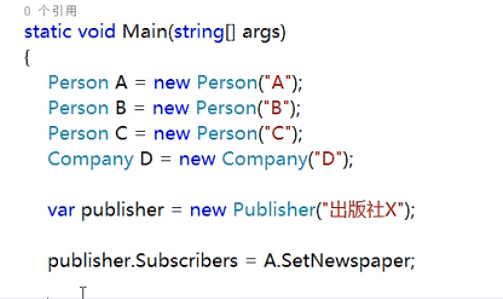 0 个引用
static void Main(string[] args)
{
Person A = new Person("A");
Person B = new Person("B");
Person C = new Person("C");
Company D = new Company("D");
var publisher = new Publisher("出版社X");
publisher.Subscribers = A.SetNewspaper;